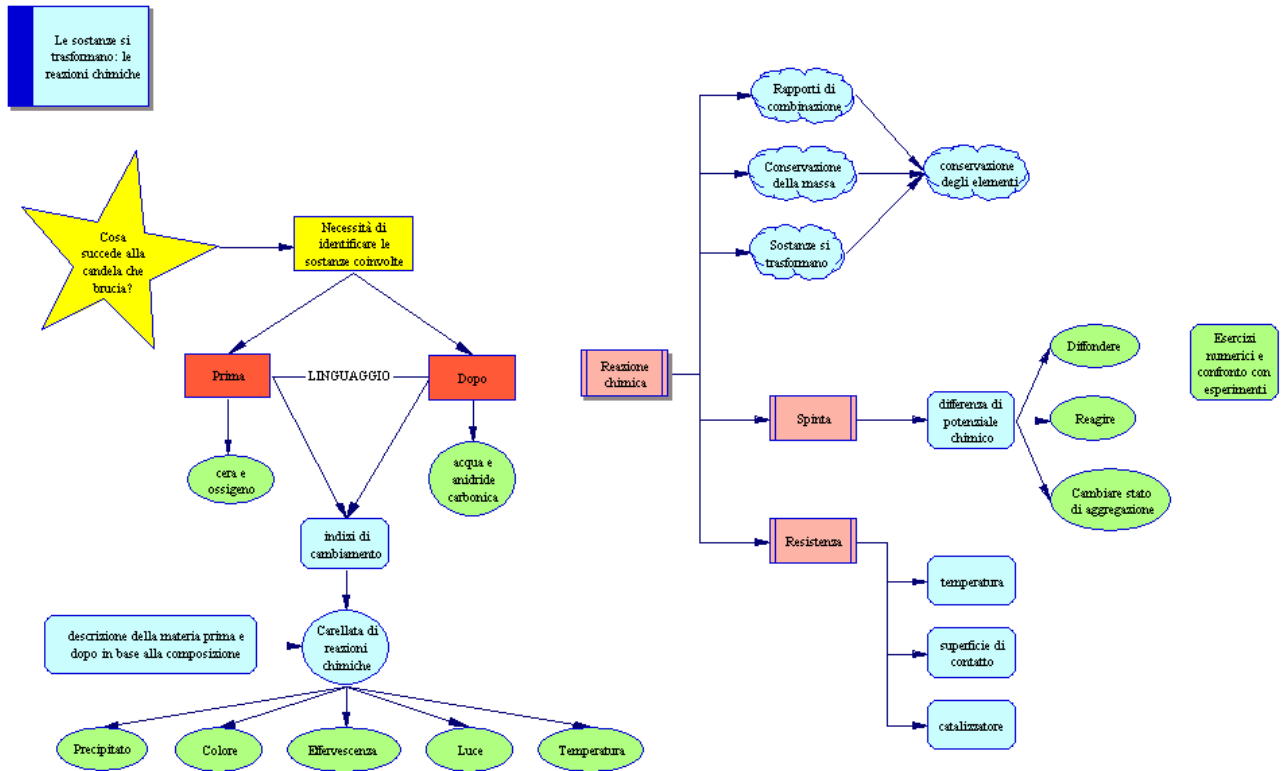 Le sostanze si
trasformano: le
reazioni chimiche
Cosa
succede alla
candela che
brucia?
Necessità di
identificare le
sostanze coinvolte
Prima
LINGUAGGIO
Dopo
cera e
ossigeno
acqua e
anidride
carbonica
indizi di
cambiamento
descrizione della materia prima e
dopo in base alla composizione
Carellata di
reazioni
chimiche
Precipitato
Colore
Effervescenza
Luce
Temperatura
Reazione
chimica
Rapporti di
combinazione
Conservazione
della massa
Sostanze si
trasformano
conservazione
degli elementi
Spinta
differenza di
potenziale
chimico
Diffondere
Reagire
Cambiare stato
di aggregazione
Esercizi
numerici e
confronto con
esperimenti
Resistenza
temperatura
superficie di
contatto
catalizzatore